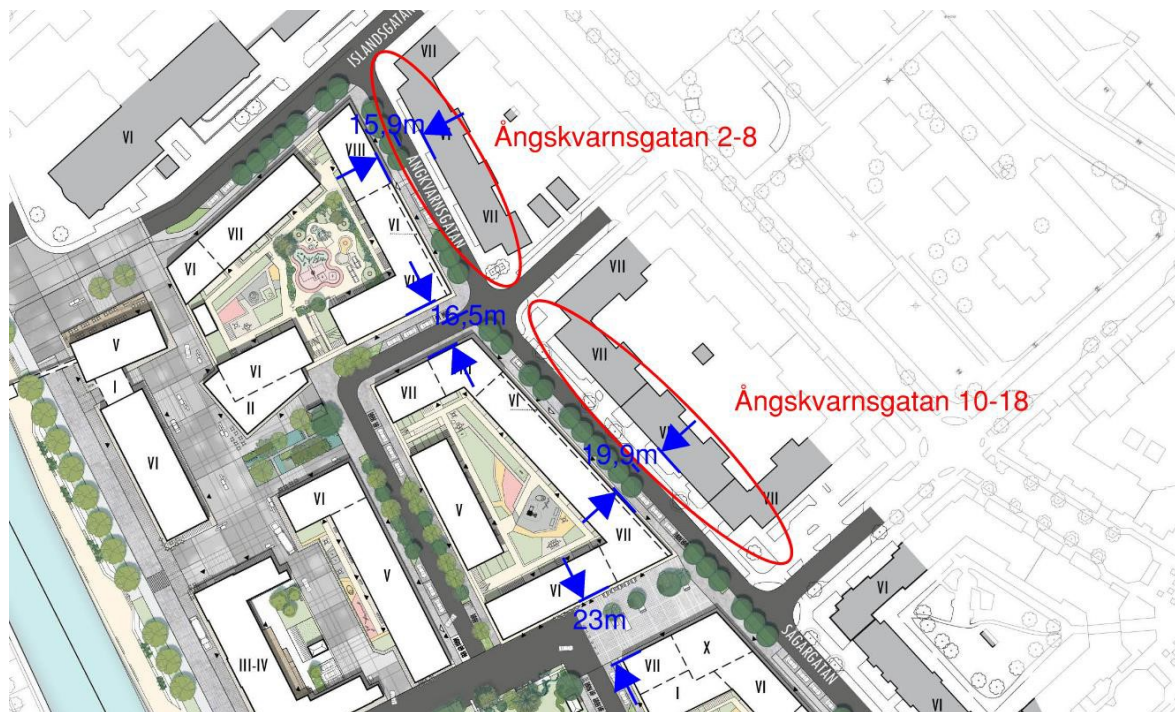 ISLANDSGATAN
VII
VI
15,9m
Ångskvarnsgatan 2-8
VIII
ÅNGKVARNSGATAN
VII
VI
VII
VI
VII
VI
16,5m
V
VI
VII
VI
VII
I
II
VI
Ångskvarnsgatan 10-18
VI
19,9m
VI
V
VII
VII
V
VI
VI
23m
SÅGARGATAN
III-IV
VII
X
I
VI
VI